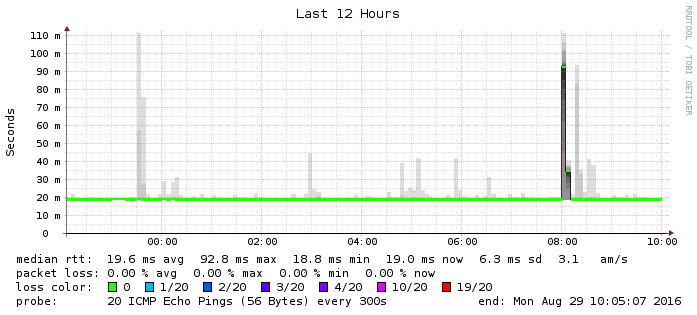 Last 12 Hours
RRDTOOL / TOBI OETIKER
Seconds
110 m
100 m
90 m
80 m
70 m
60 m
50 m
40 m
30 m
20 m
10 m
0
00:00 02:00 04:00 06:00 08:00 10:00
median rtt: 19.6 ms avg 92.8 ms max 18.8 ms min 19.0 ms now 6.3 ms sd 3.1 am/s
packet loss: 0.00 % avg 0.00 % max 0.00 % min 0.00 % now
loss color: 0 1/20 2/20 3/20 4/20 10/20 19/20
probe: 20 ICMP Echo Pings (56 Bytes) every 300s end: Mon Aug 29 10:05:07 2016